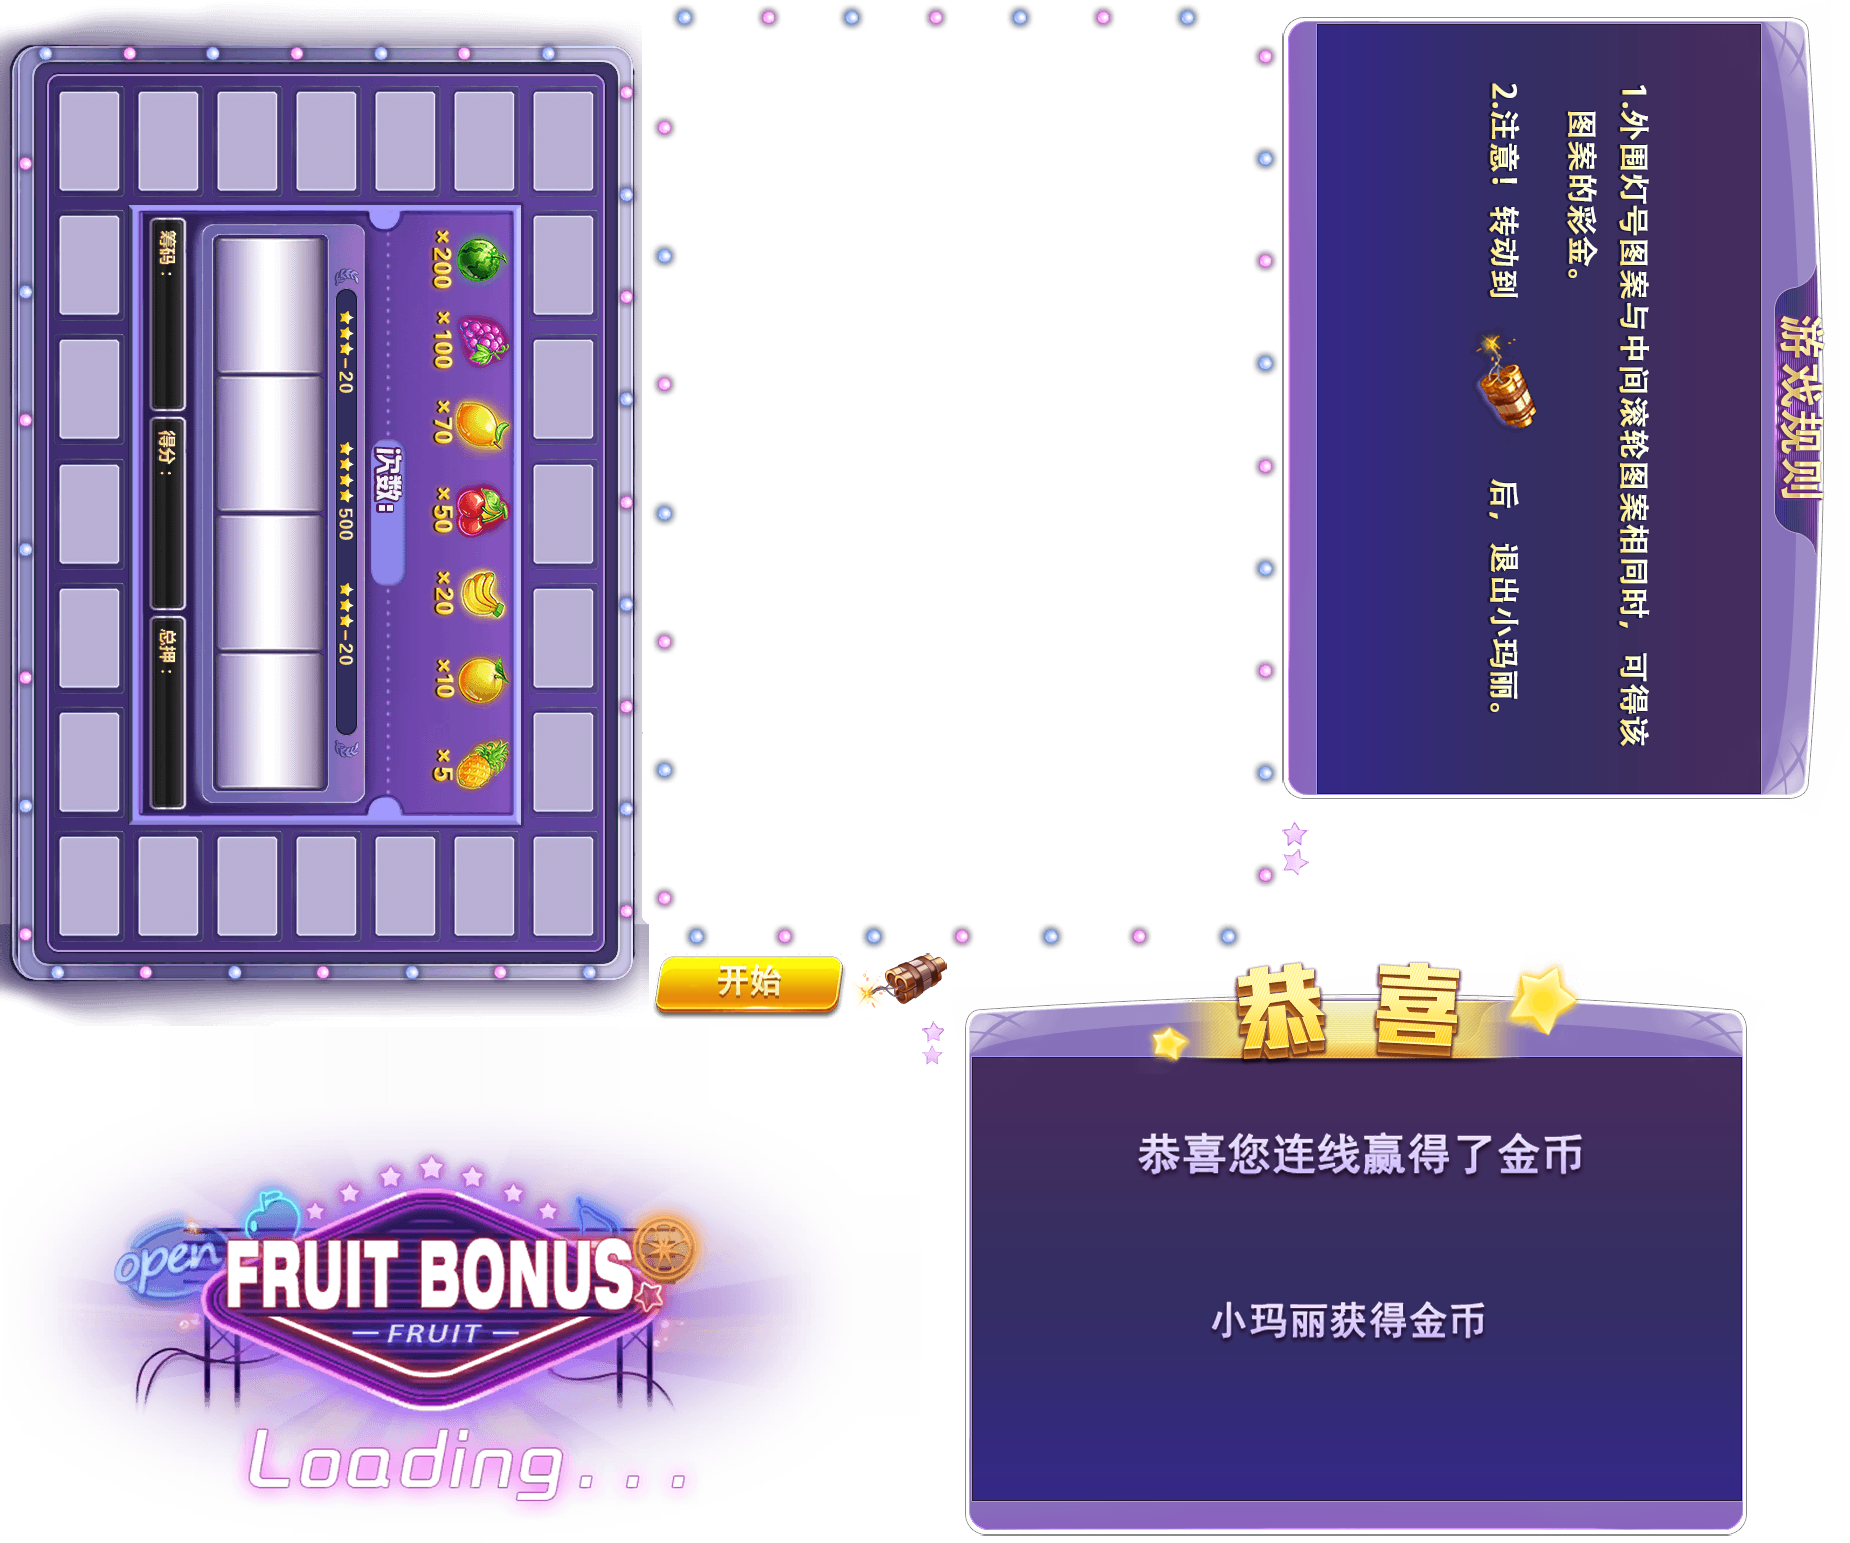 ×200
×100
×70
×50
×20
×10
×5
次数:
★★★-20
★★★★500
★★★-20
筹码：
得分：
总押：
游戏规则
1.外围灯号图案与中间滚轮图案相同时，可得该
图案的彩金。
2.注意！转动到
后，退出小玛丽。
开始
恭喜
恭喜您连线赢得了金币
小玛丽获得金币
open
FRUIT BONUS
FRUIT
Loading...